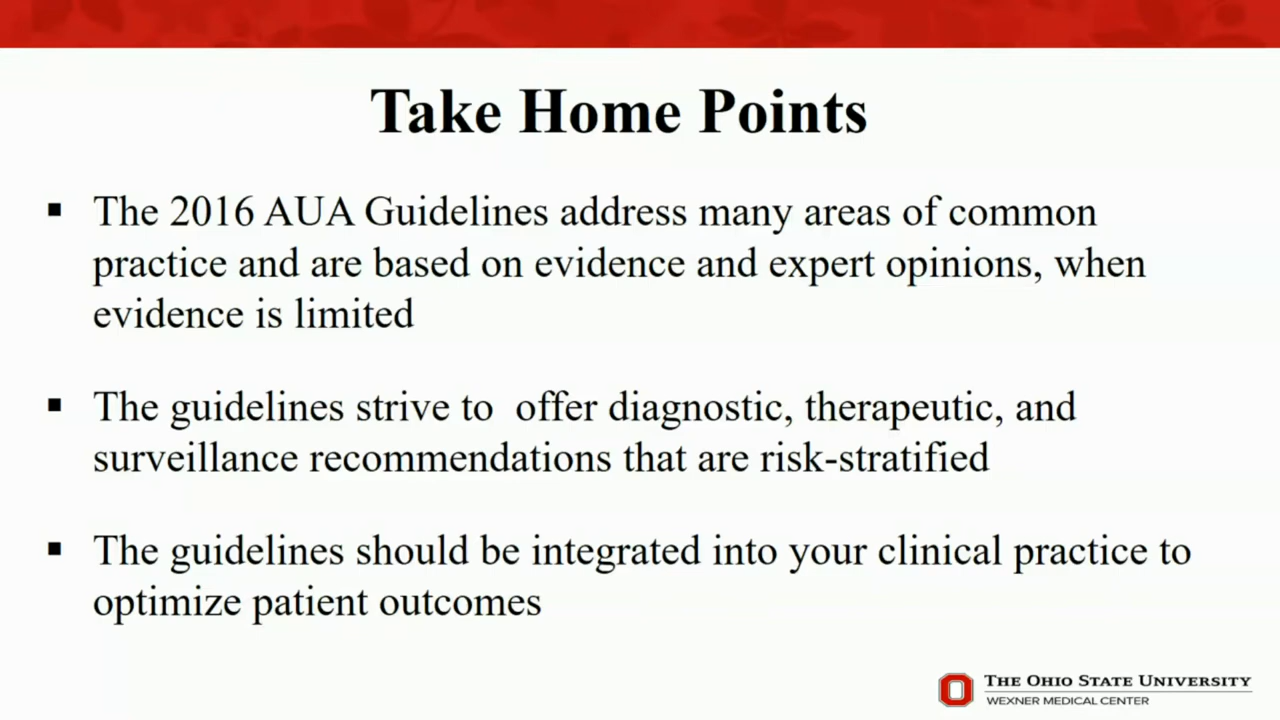 Take Home Points
▪ The 2016 AUA Guidelines address many areas of common
practice and are based on evidence and expert opinions, when
evidence is limited
▪ The guidelines strive to  offer diagnostic, therapeutic, and
surveillance recommendations that are risk-stratified
▪ The guidelines should be integrated into your clinical practice to
optimize patient outcomes
THE OHIO STATE UNIVERSITY
WEXNER MEDICAL CENTER